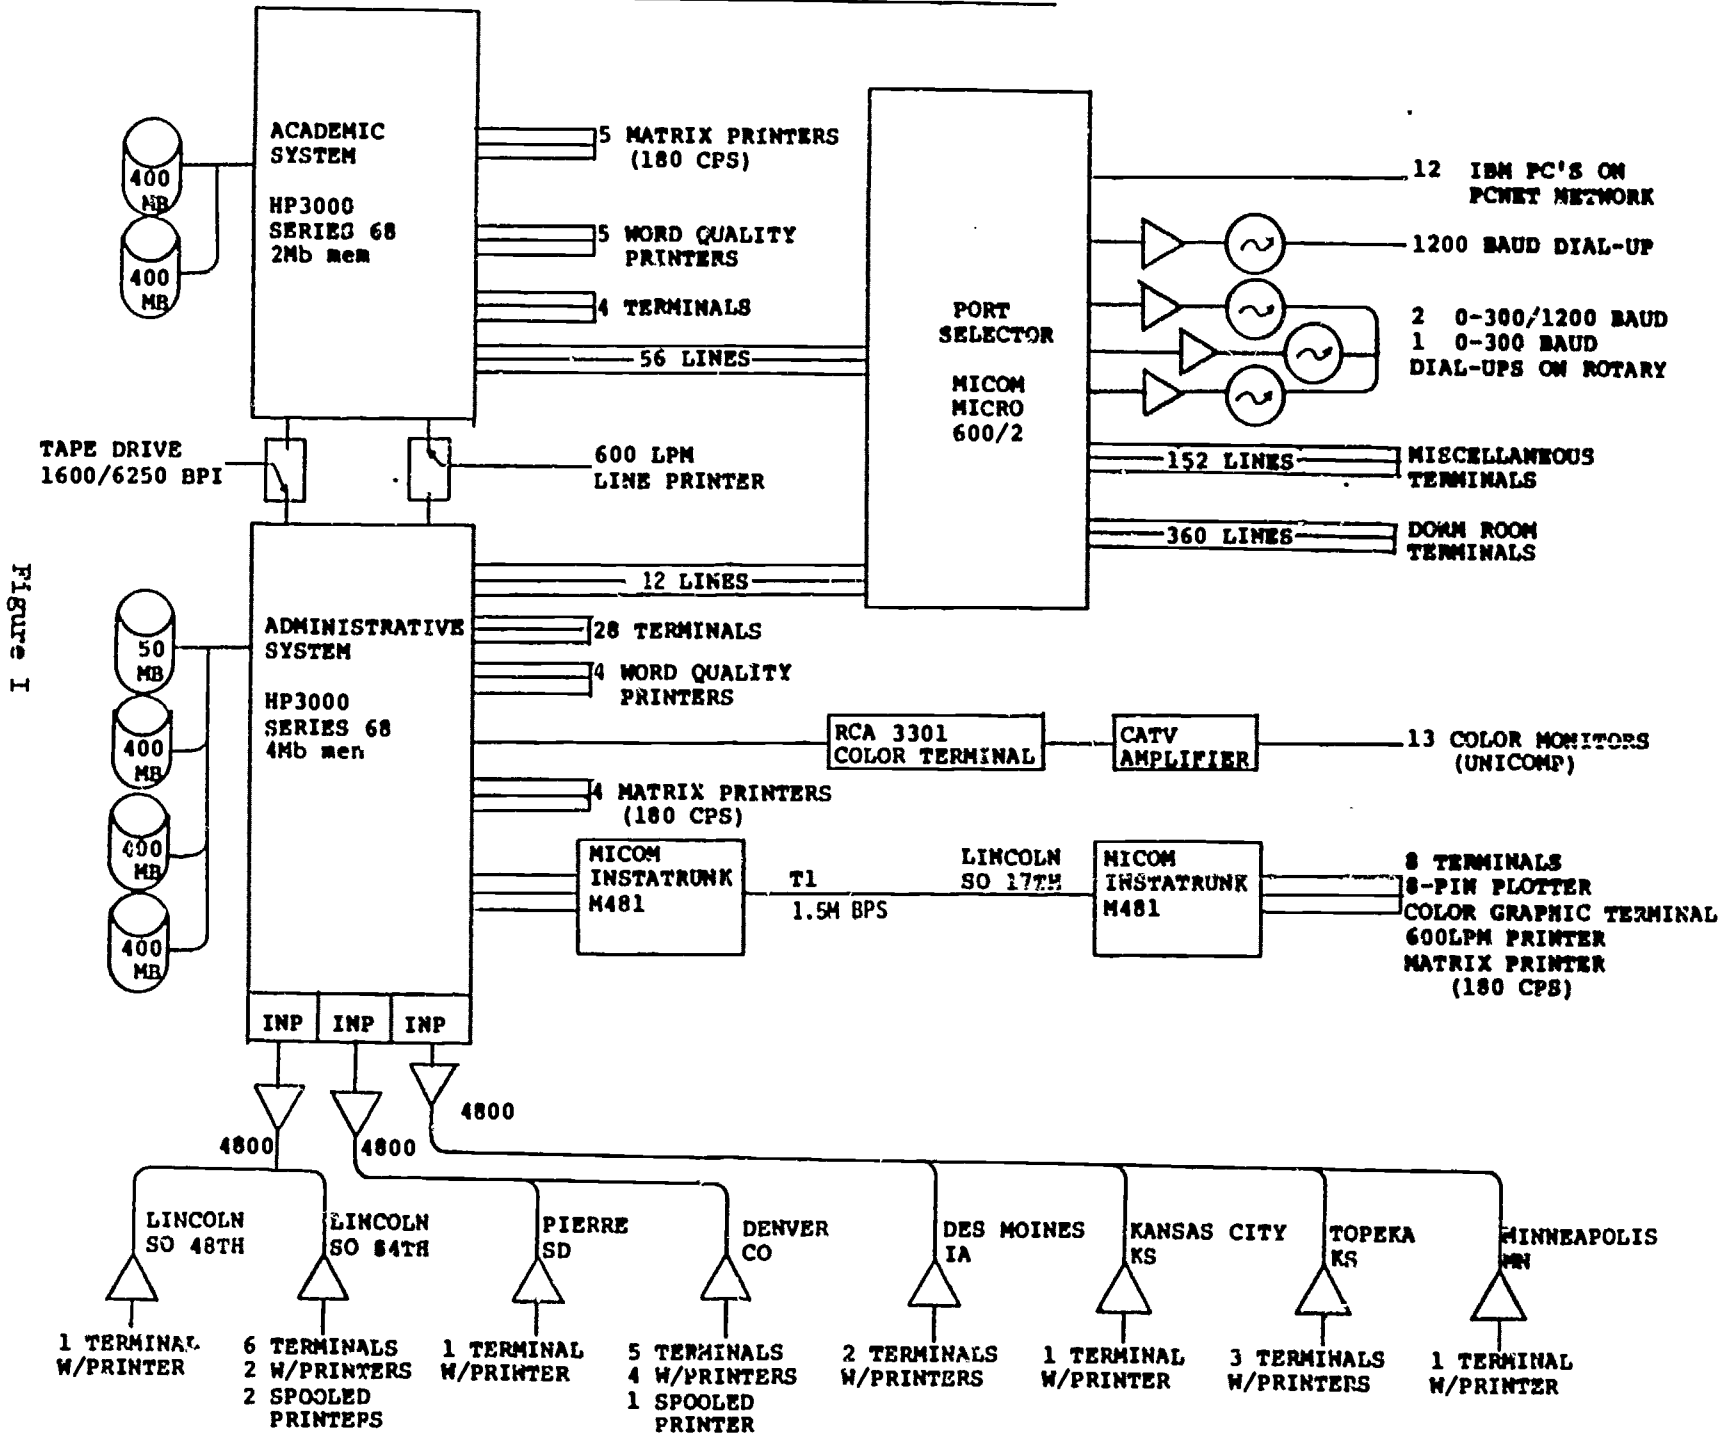 ACADEMIC
SYSTEM
HP3000
SERIES 68
2Mb mem
400
MB
400
MB
5 MATRIX PRINTERS
(180 CPS)
5 WORD QUALITY
PRINTERS
4 TERMINALS
56 LINES
PORT
SELECTOR
MICOM
MICRO
600/2
12 IBM PC'S ON
PCNET NETWORK
1200 BAUD DIAL-UP
2 0-300/1200 BAUD
1 0-300 BAUD
DIAL-UPS ON ROTARY
152 LINES
MISCELLANEOUS
TERMINALS
360 LINES
DORM ROOM
TERMINALS
TAPE DRIVE
1600/6250 BPI
600 LPM
LINE PRINTER
Figure I
12 LINES
ADMINISTRATIVE
SYSTEM
HP3000
SERIES 68
4Mb men
50
MB
400
MB
400
MB
400
MB
28 TERMINALS
4 WORD QUALITY
PRINTERS
RCA 3301
COLOR TERMINAL
CATV
AMPLIFIER
13 COLOR MONITORS
(UNICOMP)
4 MATRIX PRINTERS
(180 CPS)
MICOM
INSTATRUNK
M481
T1
1.5M BPS
LINCOLN
SO 17TH
MICOM
INSTATRUNK
M481
8 TERMINALS
8-PIN PLOTTER
COLOR GRAPHIC TERMINAL
600LPM PRINTER
MATRIX PRINTER
(180 CPS)
INP INP INP
4800
4800
4800
LINCOLN
SO 48TH
LINCOLN
SO 84TH
PIERRE
SD
DENVER
CO
DES MOINES
IA
KANSAS CITY
KS
TOPEKA
KS
MINNEAPOLIS
MN
1 TERMINAL
W/PRINTER
6 TERMINALS
2 W/PRINTERS
2 SPOOLED
PRINTERS
1 TERMINAL
W/PRINTER
5 TERMINALS
4 W/PRINTERS
1 SPOOLED
PRINTER
2 TERMINALS
W/PRINTERS
1 TERMINAL
W/PRINTER
3 TERMINALS
W/PRINTERS
1 TERMINAL
W/PRINTER